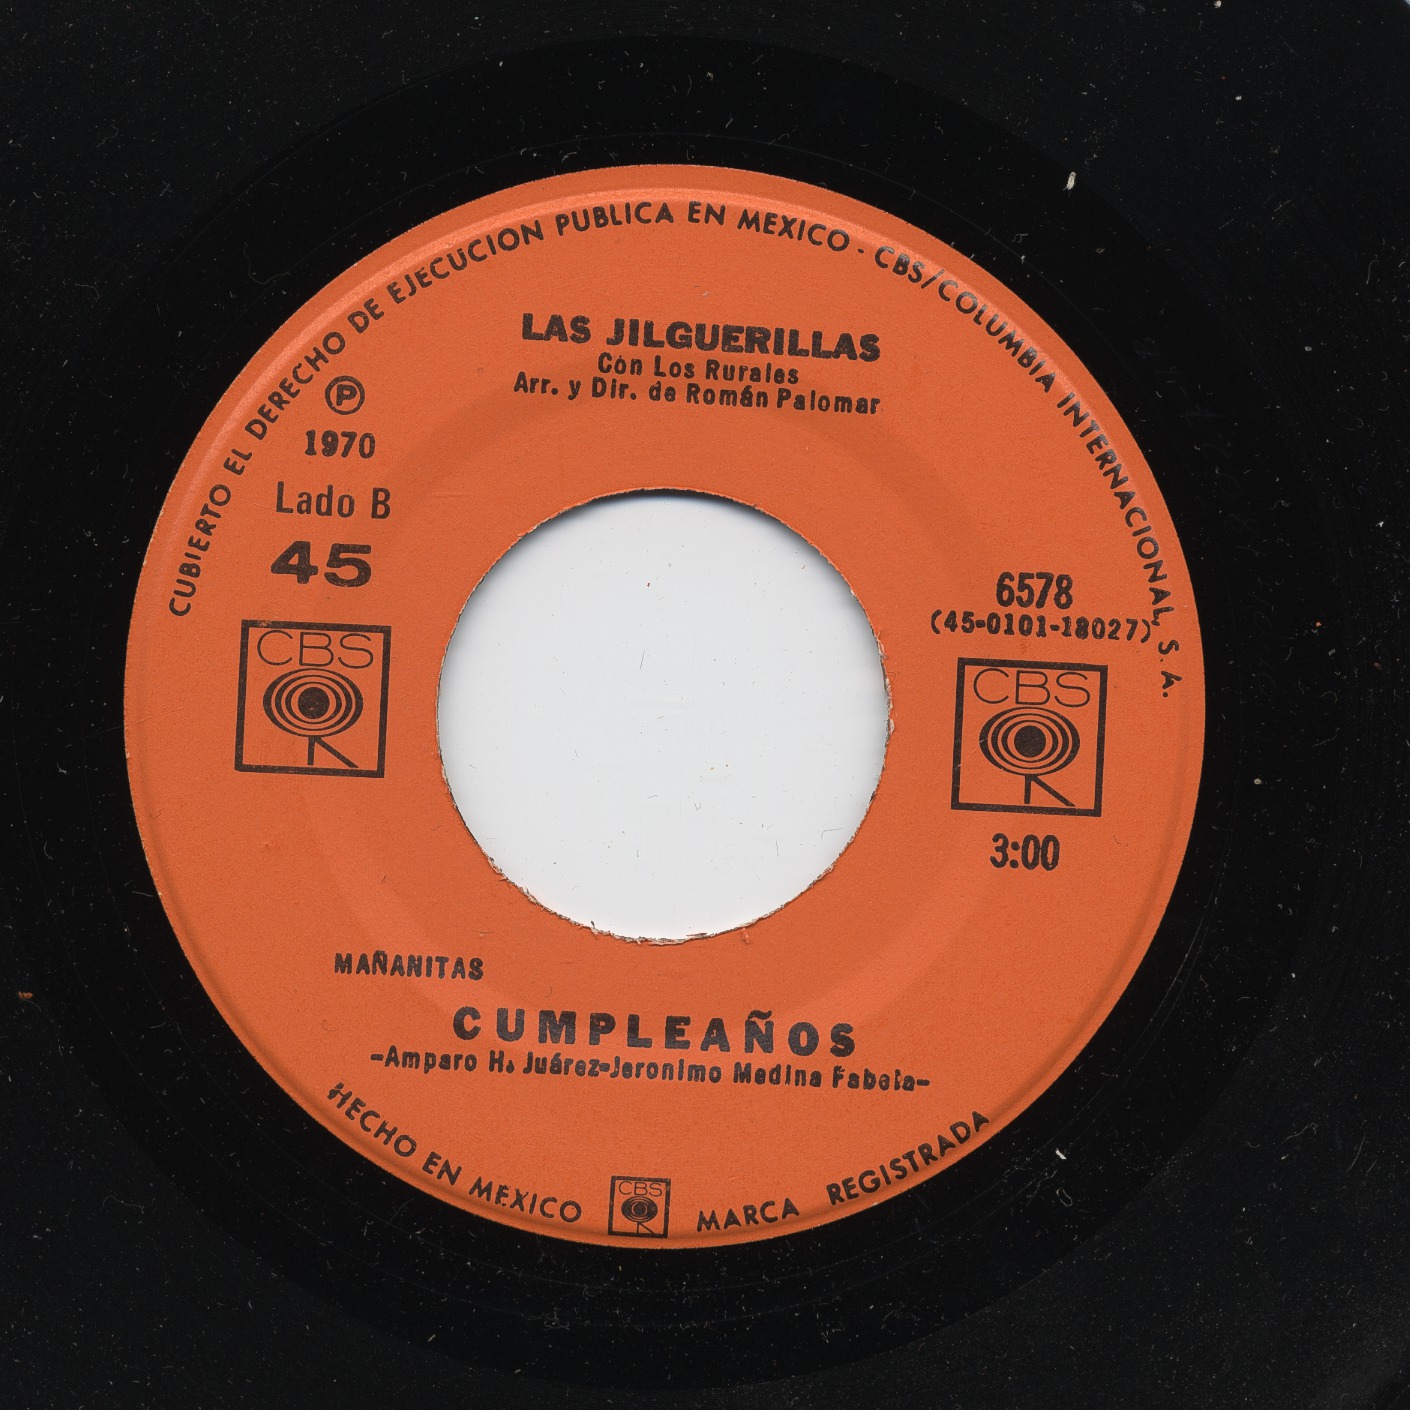 CUBIERTO EL DERECHO DE EJECUCION PUBLICA EN MEXICO - CBS/COLUMBIA INTERNACIONAL, S. A.
LAS JILGUERILLAS
Con Los Rurales
Arr. y Dir. de Román Palomar
Ⓟ
1970
Lado B
45
CBS
6578
(45-0101-18027)
CBS
3:00
MAÑANITAS
CUMPLEAÑOS
-Amparo H. Juárez-Jeronimo Medina Fabela-
HECHO EN MEXICO CBS MARCA REGISTRADA